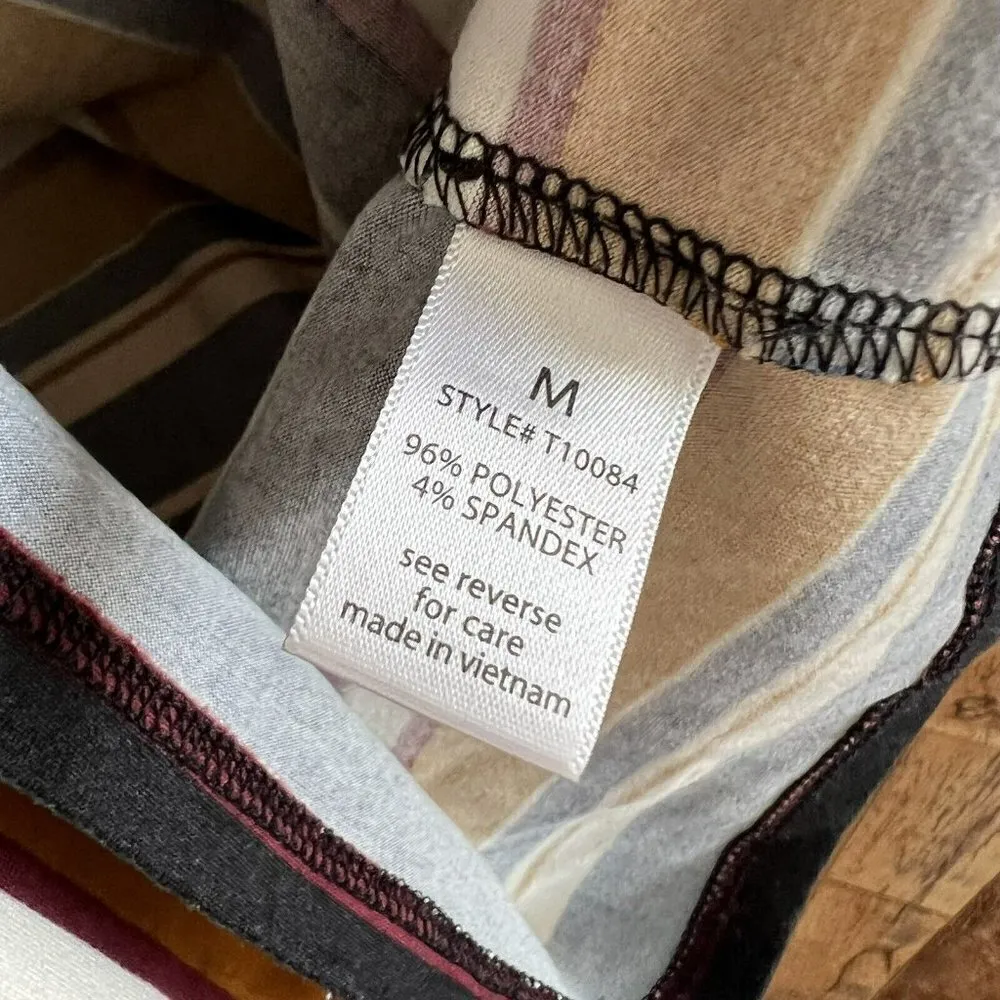 M
STYLE# T10084
96% POLYESTER
4% SPANDEX
see reverse
for care
made in vietnam